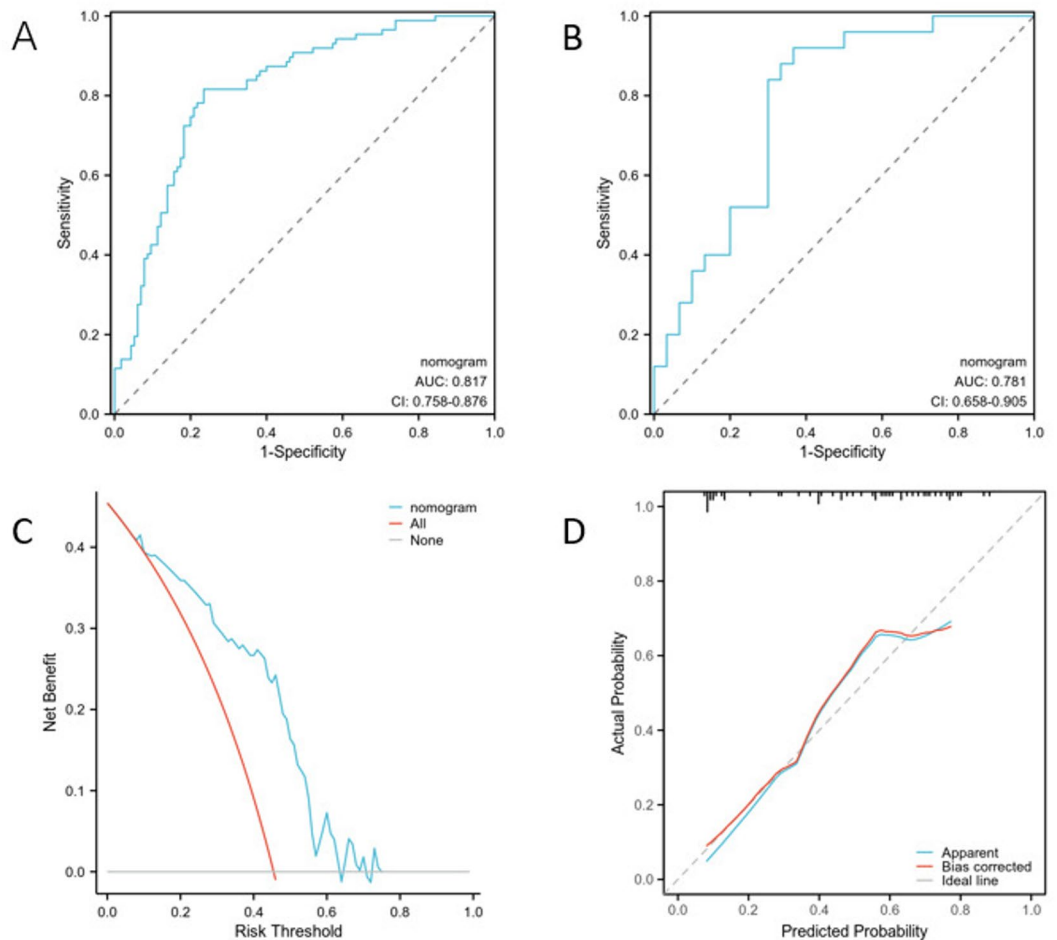 A
1.0
0.8
0.6
0.4
0.2
0.0
Sensitivity
nomogram
AUC: 0.817
CI: 0.758-0.876
0.0 0.2 0.4 0.6 0.8 1.0
1-Specificity
B
1.0
0.8
0.6
0.4
0.2
0.0
Sensitivity
nomogram
AUC: 0.781
CI: 0.658-0.905
0.0 0.2 0.4 0.6 0.8 1.0
1-Specificity
C
0.4
0.3
0.2
0.1
0.0
Net Benefit
nomogram
All
None
0.0 0.2 0.4 0.6 0.8 1.0
Risk Threshold
D
1.0
0.8
0.6
0.4
0.2
0.0
Actual Probability
Apparent
Bias corrected
Ideal line
0.0 0.2 0.4 0.6 0.8 1.0
Predicted Probability